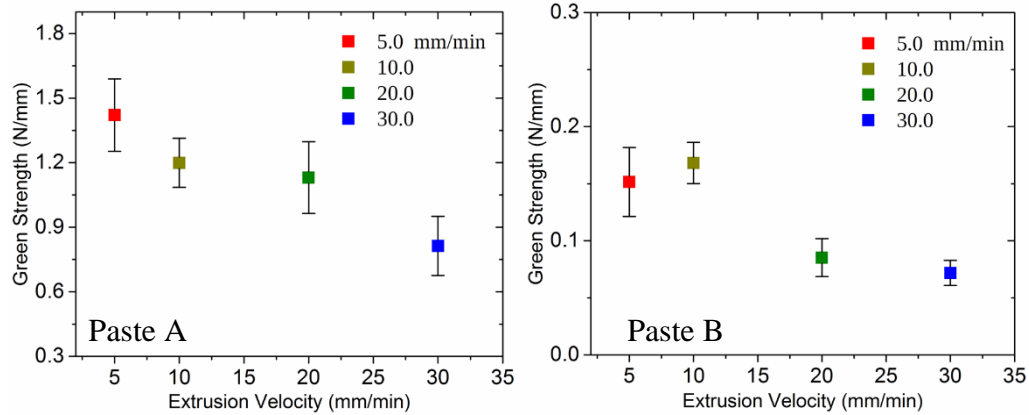 1.8
1.5
1.2
0.9
0.6
0.3
Green Strength (N/mm)
5.0 mm/min
10.0
20.0
30.0
Paste A
5 10 15 20 25 30 35
Extrusion Velocity (mm/min)
0.3
0.2
0.1
0.0
Green Strength (N/mm)
5.0 mm/min
10.0
20.0
30.0
Paste B
5 10 15 20 25 30 35
Extrusion Velocity (mm/min)